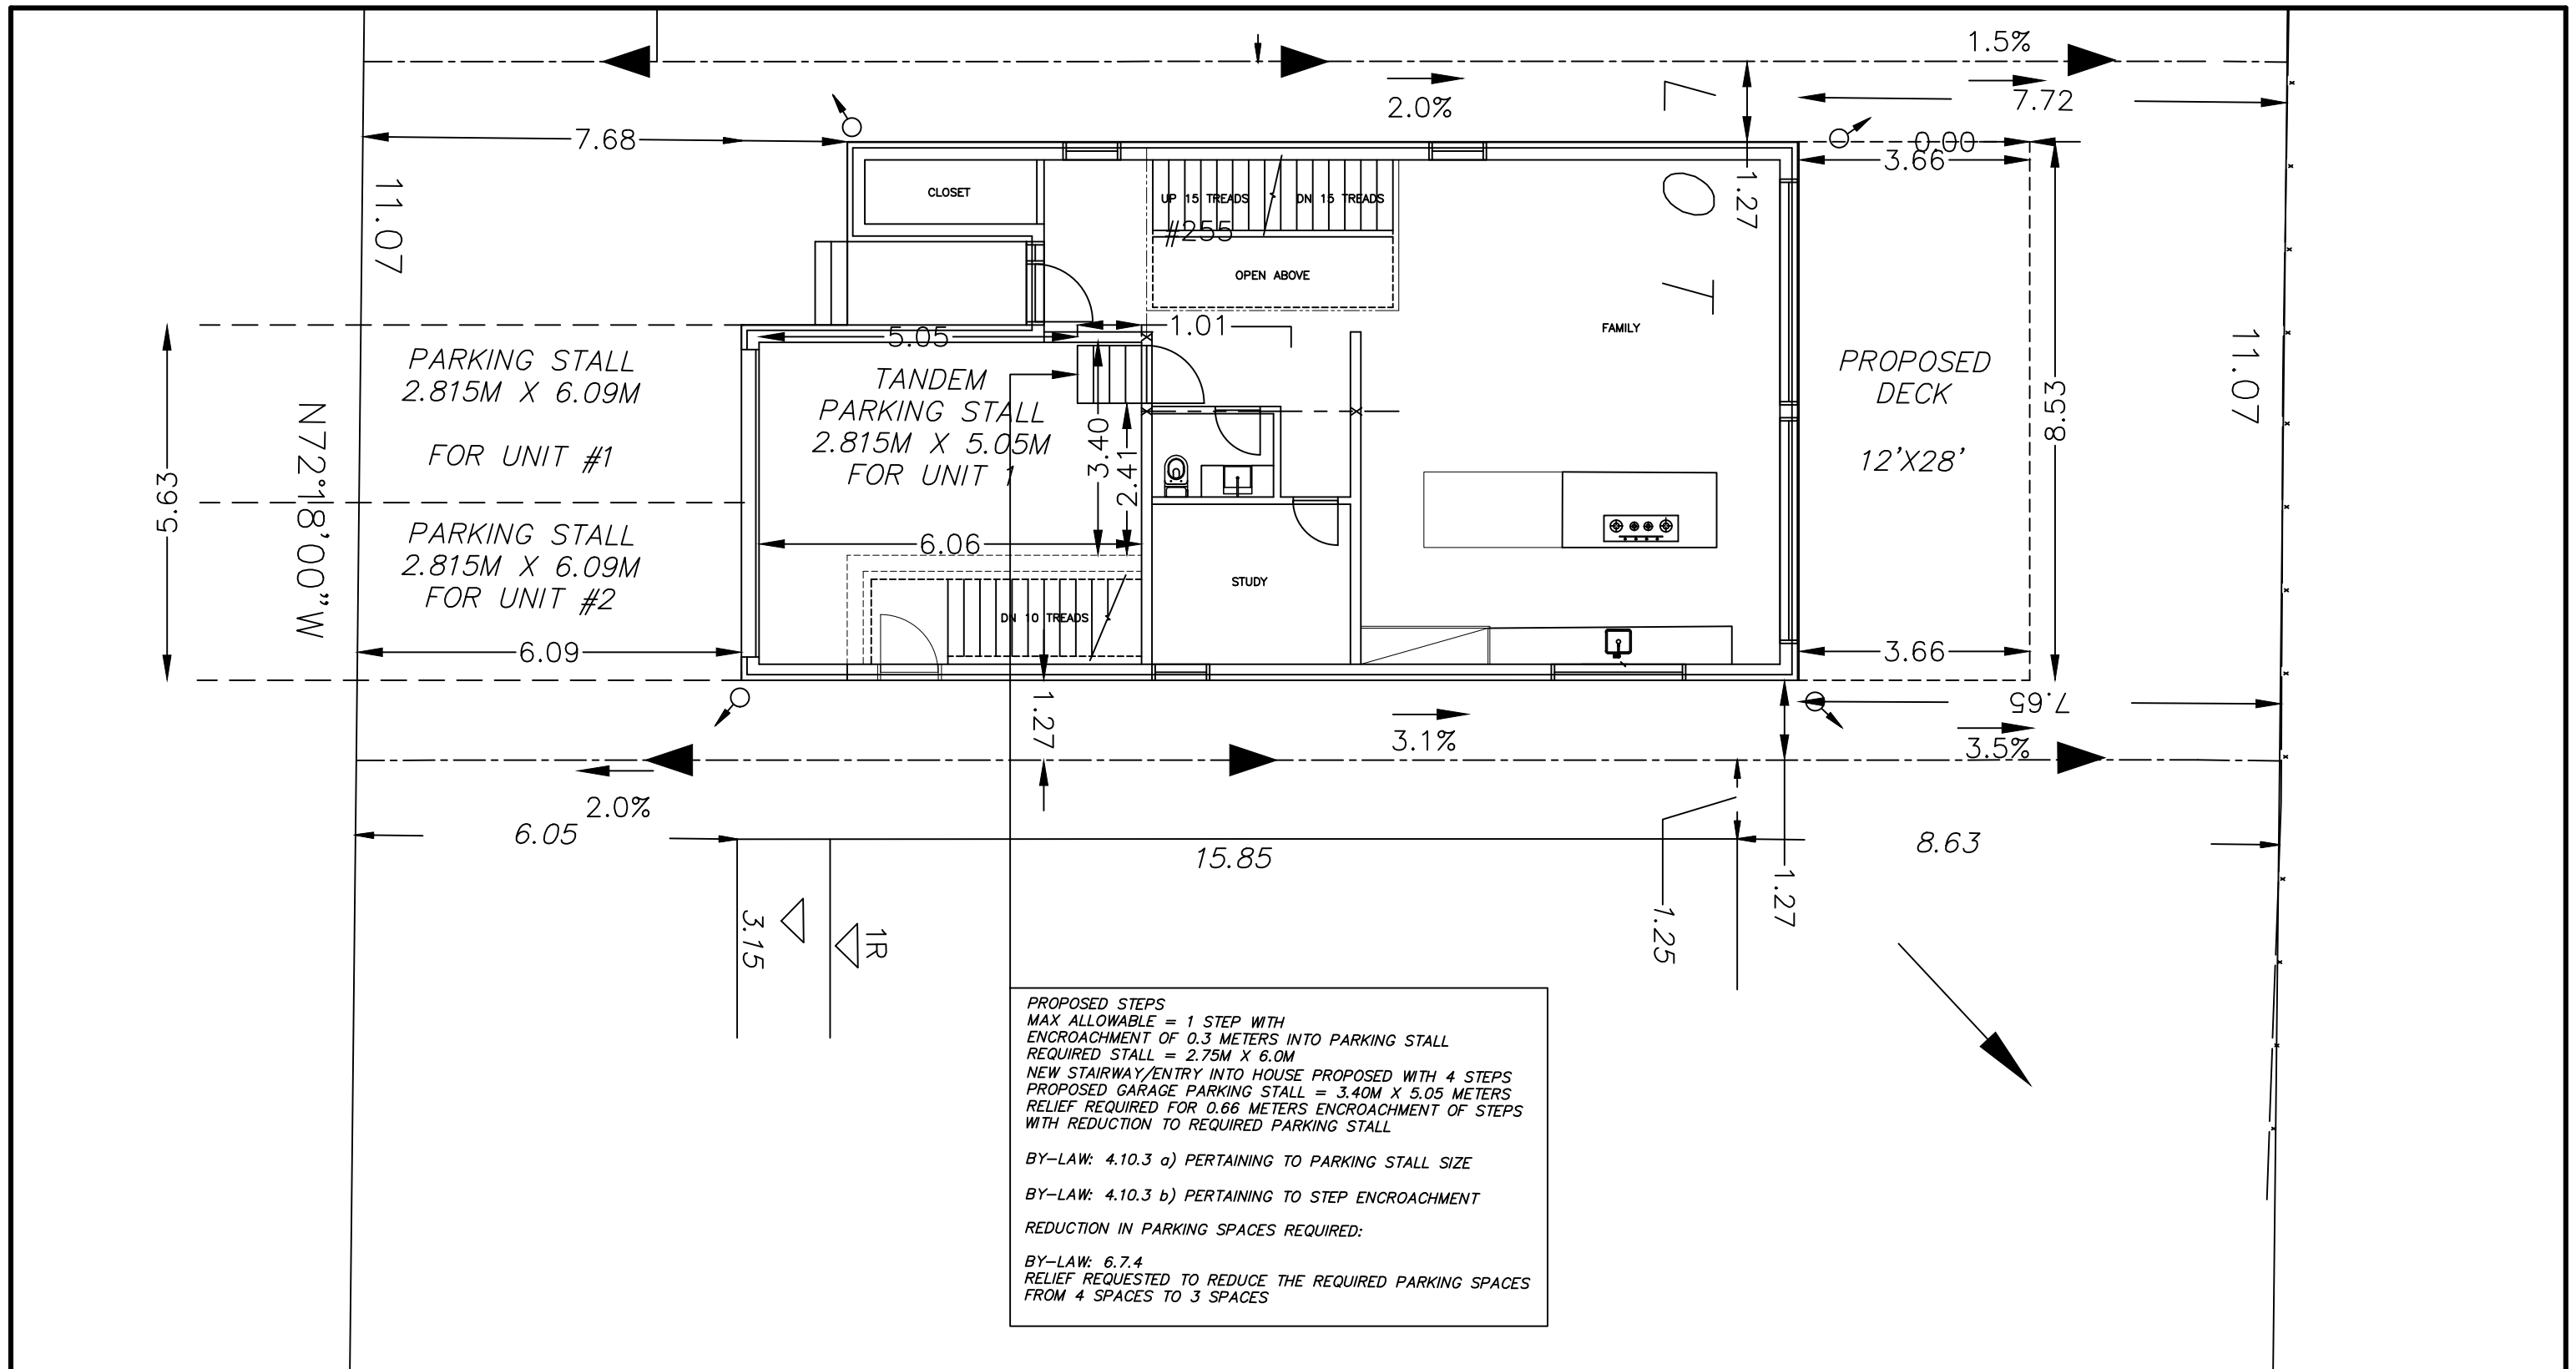 1.5%
2.0%
7.72
7.68
0.00
3.66
11.07
CLOSET
UP 15 TREADS
DN 15 TREADS
#255
1.27
LOT
OPEN ABOVE
5.05
1.01
FAMILY
PARKING STALL
2.815M X 6.09M
FOR UNIT #1
TANDEM
PARKING STALL
2.815M X 5.05M
FOR UNIT 1
3.40
2.41
PROPOSED
DECK
12'X28'
8.53
11.07
5.63
N72°18'00"W
PARKING STALL
2.815M X 6.09M
FOR UNIT #2
6.06
STUDY
DN 10 TREADS
6.09
3.66
1.27
7.65
3.1%
3.5%
2.0%
6.05
15.85
8.63
3.15
1R
1.25
1.27
PROPOSED STEPS
MAX ALLOWABLE = 1 STEP WITH
ENCROACHMENT OF 0.3 METERS INTO PARKING STALL
REQUIRED STALL = 2.75M X 6.0M
NEW STAIRWAY/ENTRY INTO HOUSE PROPOSED WITH 4 STEPS
PROPOSED GARAGE PARKING STALL = 3.40M X 5.05 METERS
RELIEF REQUIRED FOR 0.66 METERS ENCROACHMENT OF STEPS
WITH REDUCTION TO REQUIRED PARKING STALL
BY-LAW: 4.10.3 a) PERTAINING TO PARKING STALL SIZE
BY-LAW: 4.10.3 b) PERTAINING TO STEP ENCROACHMENT
REDUCTION IN PARKING SPACES REQUIRED:
BY-LAW: 6.7.4
RELIEF REQUESTED TO REDUCE THE REQUIRED PARKING SPACES
FROM 4 SPACES TO 3 SPACES